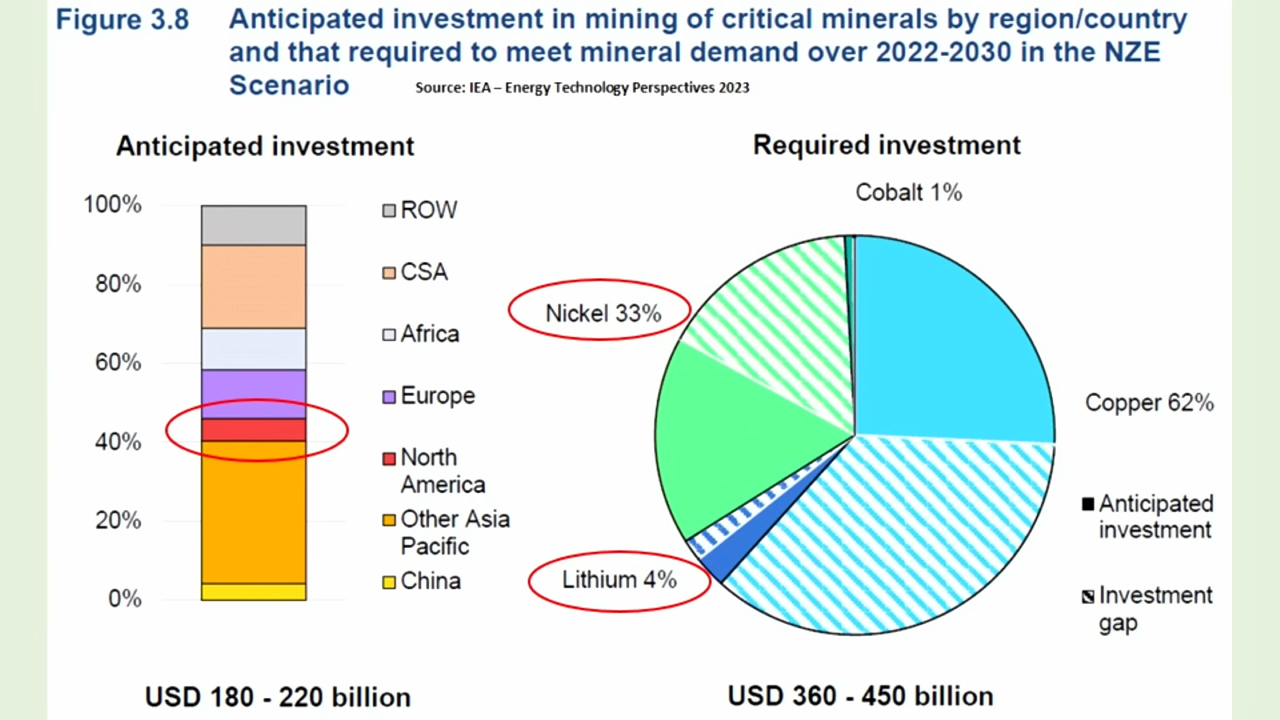 Figure 3.8 Anticipated investment in mining of critical minerals by region/country
and that required to meet mineral demand over 2022-2030 in the NZE
Scenario
Source: IEA – Energy Technology Perspectives 2023
Anticipated investment
100%
80%
60%
40%
20%
0%
ROW
CSA
Africa
Europe
North
America
Other Asia
Pacific
China
USD 180 - 220 billion
Required investment
Cobalt 1%
Nickel 33%
Copper 62%
Lithium 4%
Anticipated
investment
Investment
gap
USD 360 - 450 billion